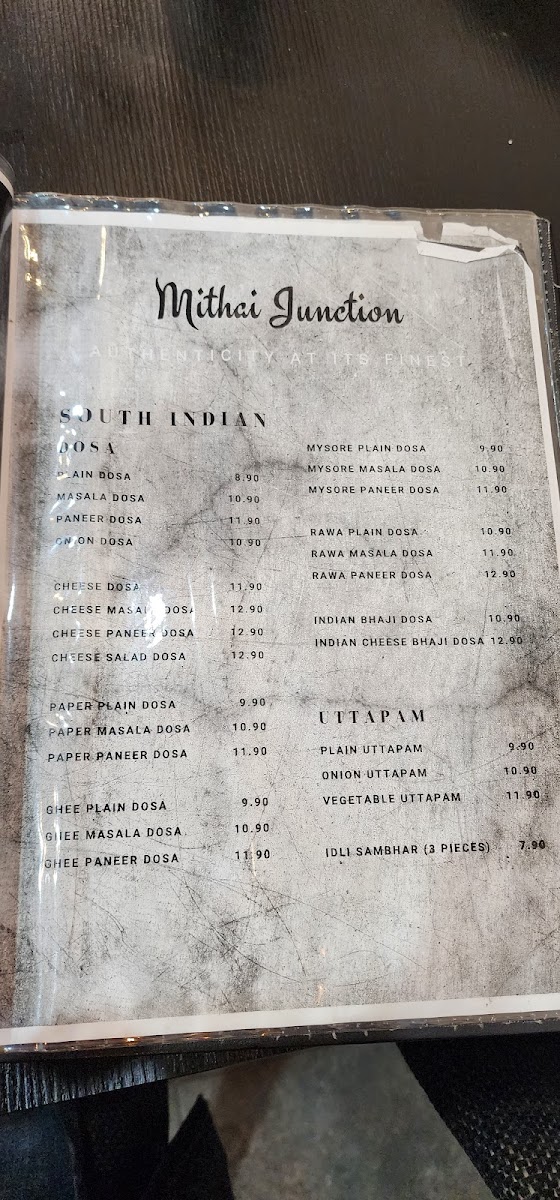 Mithai Junction
AUTHENTICITY AT ITS FINEST
SOUTH INDIAN
DOSA
PLAIN DOSA 8.90
MASALA DOSA 10.90
PANEER DOSA 11.90
ONION DOSA 10.90
CHEESE DOSA 11.90
CHEESE MASALA DOSA 12.90
CHEESE PANEER DOSA 12.90
CHEESE SALAD DOSA 12.90
PAPER PLAIN DOSA 9.90
PAPER MASALA DOSA 10.90
PAPER PANEER DOSA 11.90
GHEE PLAIN DOSA 9.90
GHEE MASALA DOSA 10.90
GHEE PANEER DOSA 11.90
MYSORE PLAIN DOSA 9.90
MYSORE MASALA DOSA 10.90
MYSORE PANEER DOSA 11.90
RAWA PLAIN DOSA 10.90
RAWA MASALA DOSA 11.90
RAWA PANEER DOSA 12.90
INDIAN BHAJI DOSA 10.90
INDIAN CHEESE BHAJI DOSA 12.90
UTTAPAM
PLAIN UTTAPAM 9.90
ONION UTTAPAM 10.90
VEGETABLE UTTAPAM 11.90
IDLI SAMBHAR (3 PIECES) 7.90